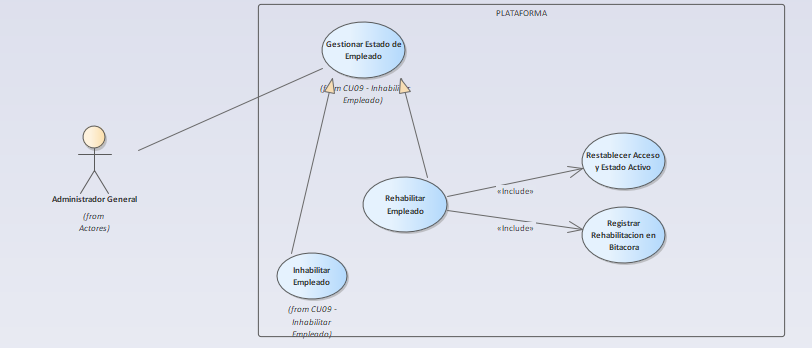 PLATAFORMA
Gestionar Estado de
Empleado
(from CU09 - Inhabilitar
Empleado)
Administrador General
(from
Actores)
Rehabilitar
Empleado
«Include»
«Include»
Restablecer Acceso
y Estado Activo
Registrar
Rehabilitacion en
Bitacora
Inhabilitar
Empleado
(from CU09 -
Inhabilitar
Empleado)